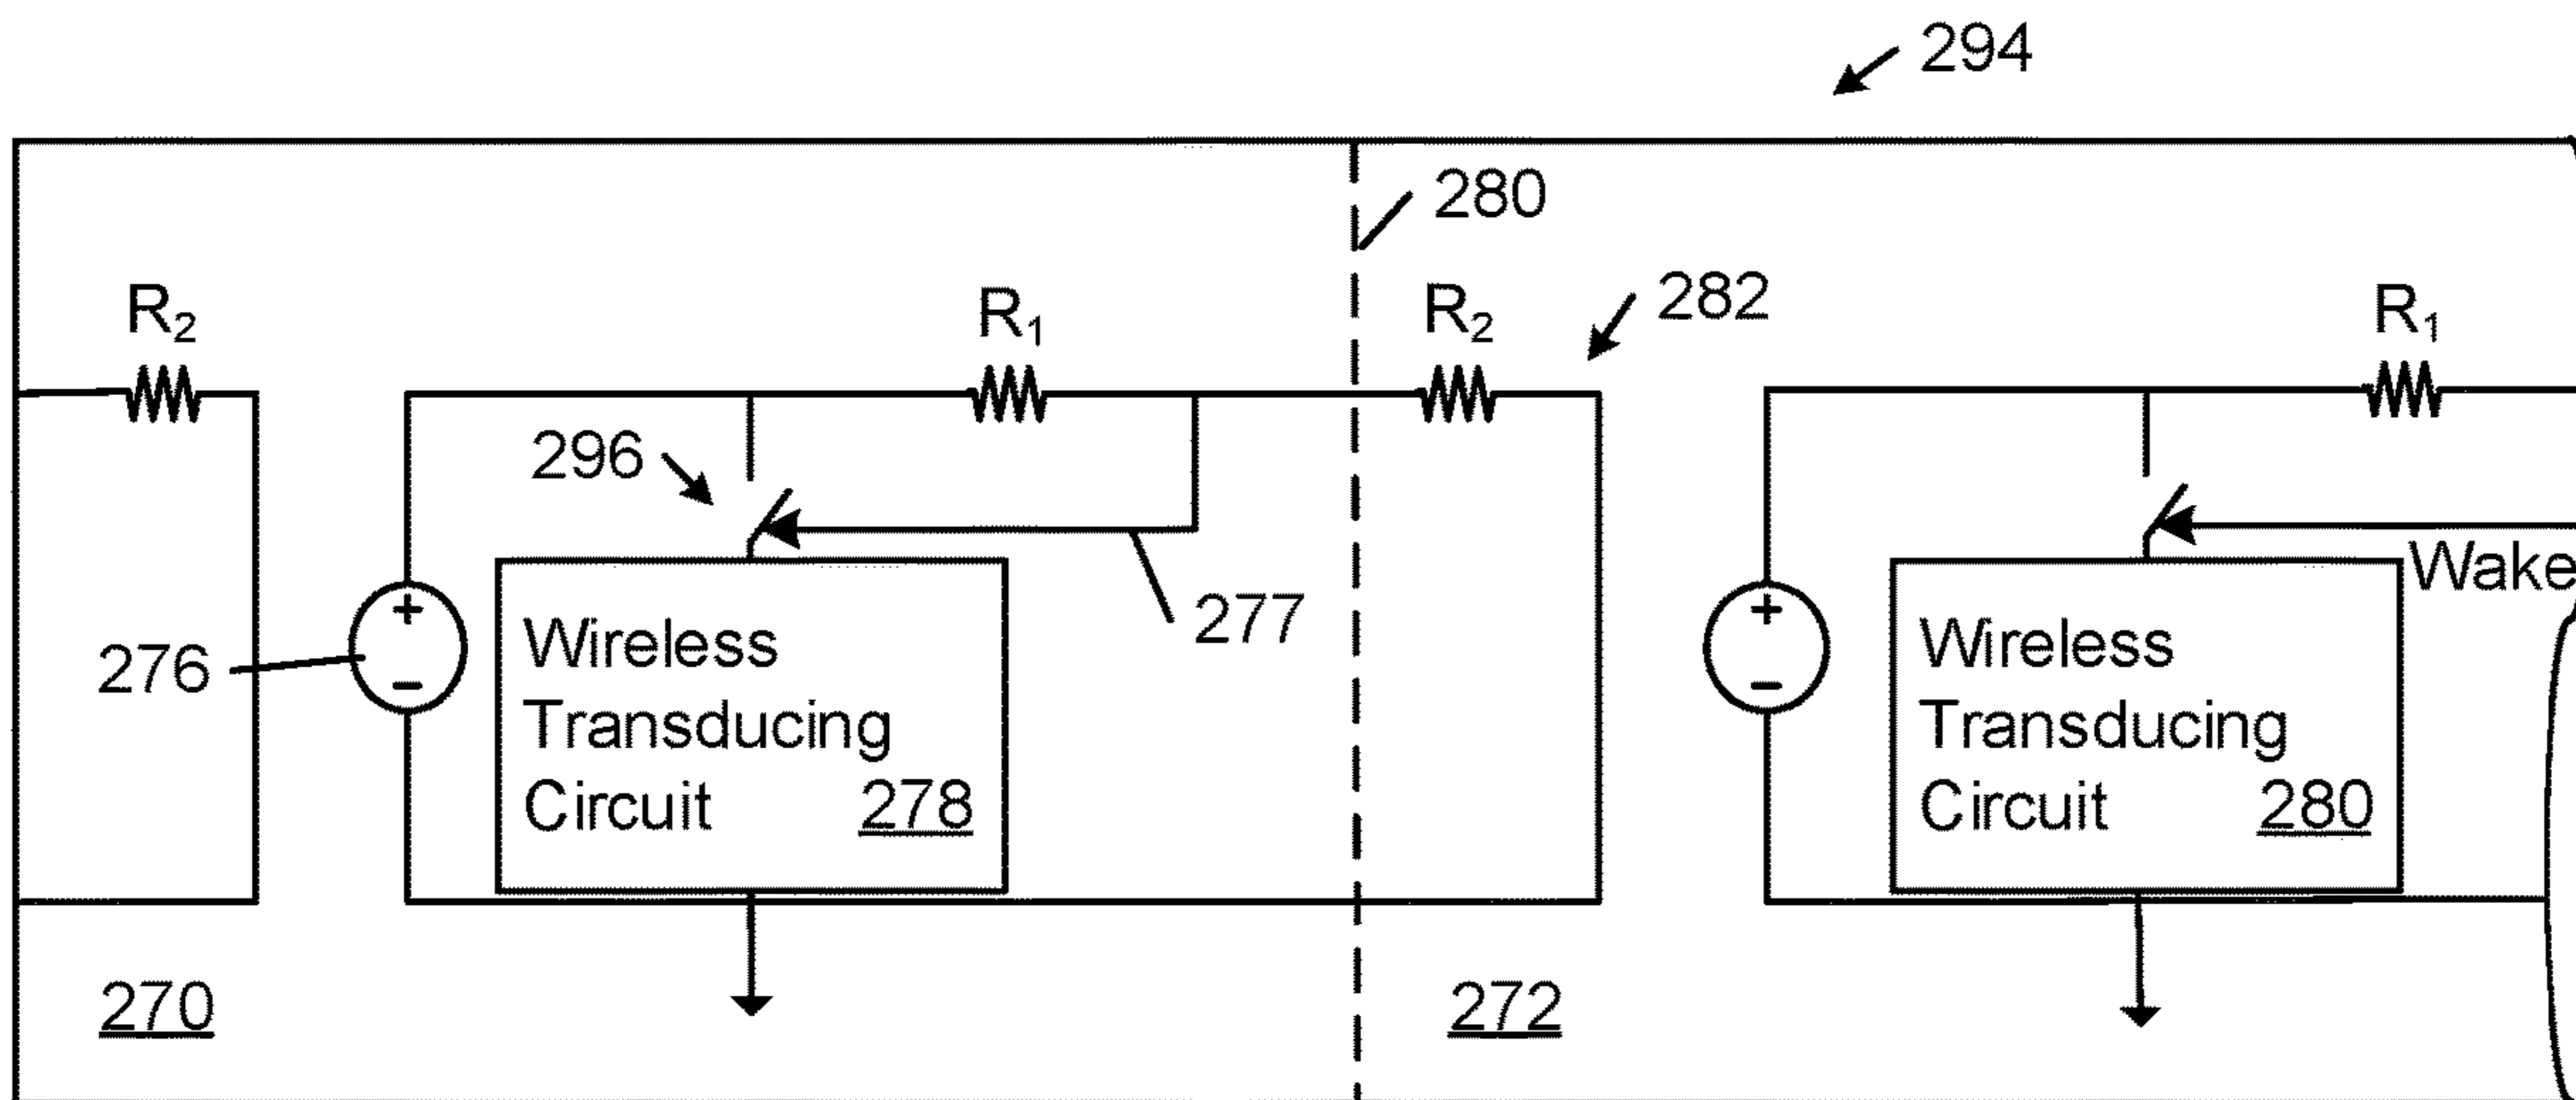 294
280
282
R₂
R₁
R₂
R₁
296
Wake
277
276
+
−
+
−
Wireless
Transducing
Circuit 278
Wireless
Transducing
Circuit 280
270
272